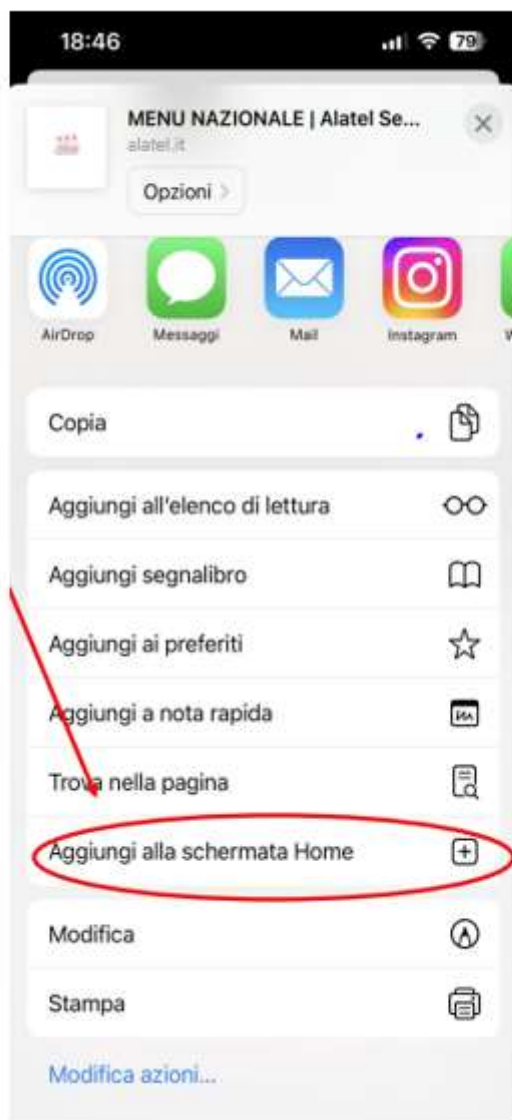 18:46
79
MENU NAZIONALE | Alatel Se...
alatel.it
Opzioni
AirDrop Messaggi Mail Instagram W
Copia
Aggiungi all'elenco di lettura
Aggiungi segnalibro
Aggiungi ai preferiti
Aggiungi a nota rapida
Trova nella pagina
Aggiungi alla schermata Home
Modifica
Stampa
Modifica azioni...